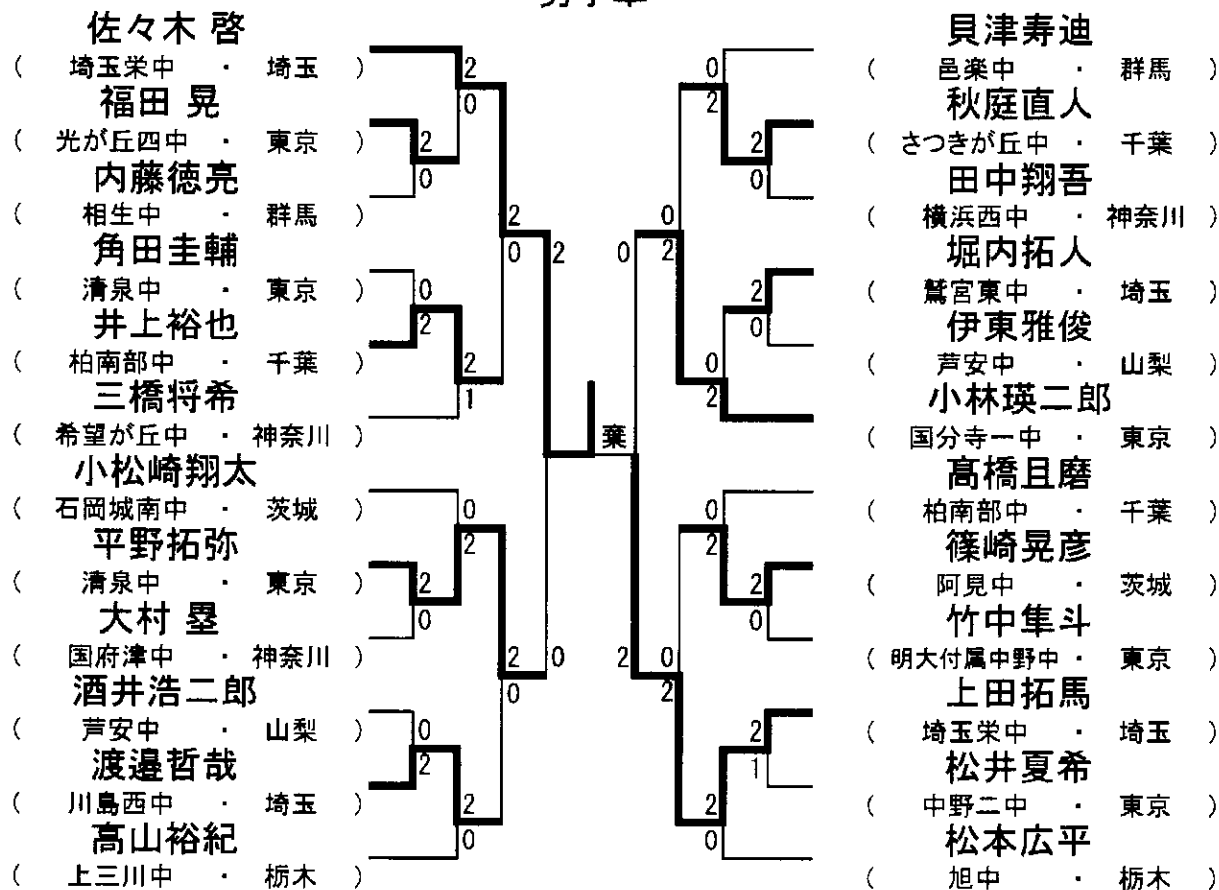 佐々木 啓
( 埼玉栄中 ・ 埼玉 )
福田 晃
( 光が丘四中 ・ 東京 )
内藤徳亮
( 相生中 ・ 群馬 )
角田圭輔
( 清泉中 ・ 東京 )
井上裕也
( 柏南部中 ・ 千葉 )
三橋将希
( 希望が丘中 ・ 神奈川 )
小松崎翔太
( 石岡城南中 ・ 茨城 )
平野拓弥
( 清泉中 ・ 東京 )
大村 塁
( 国府津中 ・ 神奈川 )
酒井浩二郎
( 芦安中 ・ 山梨 )
渡邉哲哉
( 川島西中 ・ 埼玉 )
高山裕紀
( 上三川中 ・ 栃木 )
2
0
2
0
2
0
0
2
2
1
2
0
0
2
2
0
2
0
0
2
2
0
棄
0
2
0
2
2
0
0
2
2
0
0
2
0
2
2
0
0
2
2
1
2
0
貝津寿迪
( 邑楽中 ・ 群馬 )
秋庭直人
( さつきが丘中 ・ 千葉 )
田中翔吾
( 横浜西中 ・ 神奈川 )
堀内拓人
( 鷲宮東中 ・ 埼玉 )
伊東雅俊
( 芦安中 ・ 山梨 )
小林瑛二郎
( 国分寺一中 ・ 東京 )
髙橋且磨
( 柏南部中 ・ 千葉 )
篠崎晃彦
( 阿見中 ・ 茨城 )
竹中隼斗
( 明大付属中野中 ・ 東京 )
上田拓馬
( 埼玉栄中 ・ 埼玉 )
松井夏希
( 中野二中 ・ 東京 )
松本広平
( 旭中 ・ 栃木 )